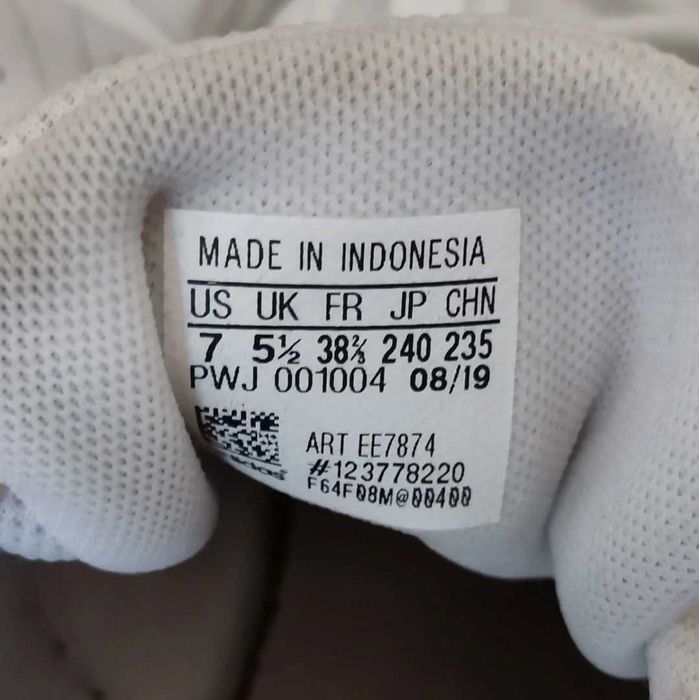 MADE IN INDONESIA
US UK FR JP CHN
7 5½ 38⅔ 240 235
PWJ 001004 08/19
ART EE7874
#123778220
F64F08M@00400